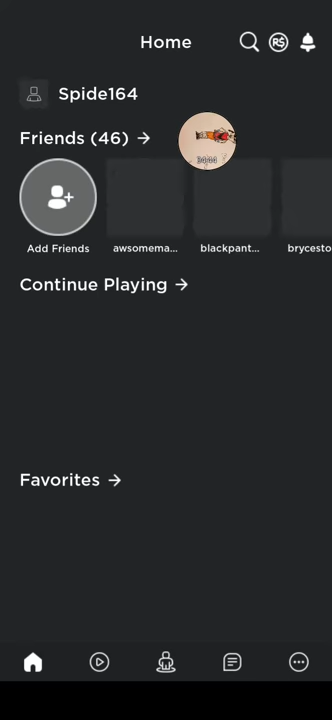 Home
R$
Spide164
Friends (46) →
Add Friends
awsomema...
blackpant...
brycesto
Continue Playing →
Favorites →